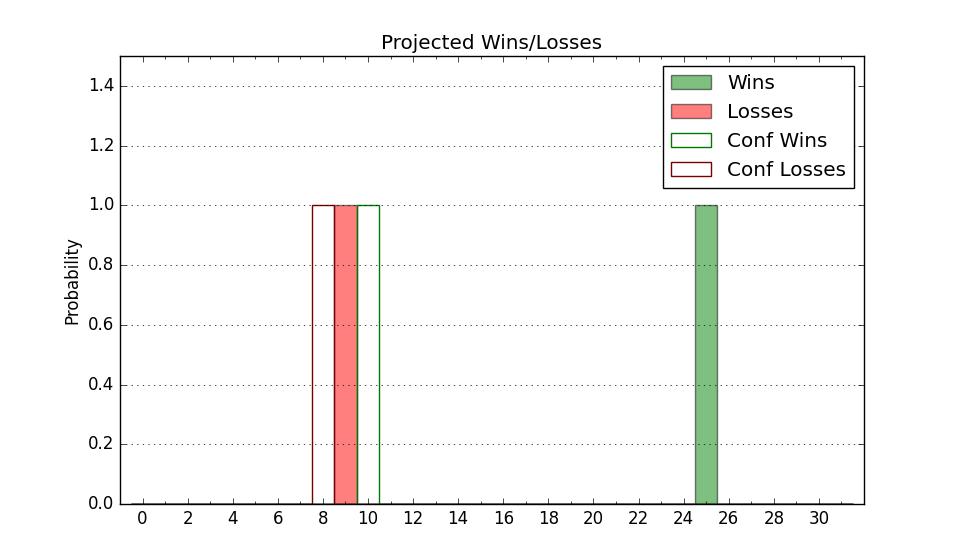 Projected Wins/Losses
1.4
1.2
1.0
0.8
0.6
0.4
0.2
0.0
Probability
Wins
Losses
Conf Wins
Conf Losses
0 2 4 6 8 10 12 14 16 18 20 22 24 26 28 30